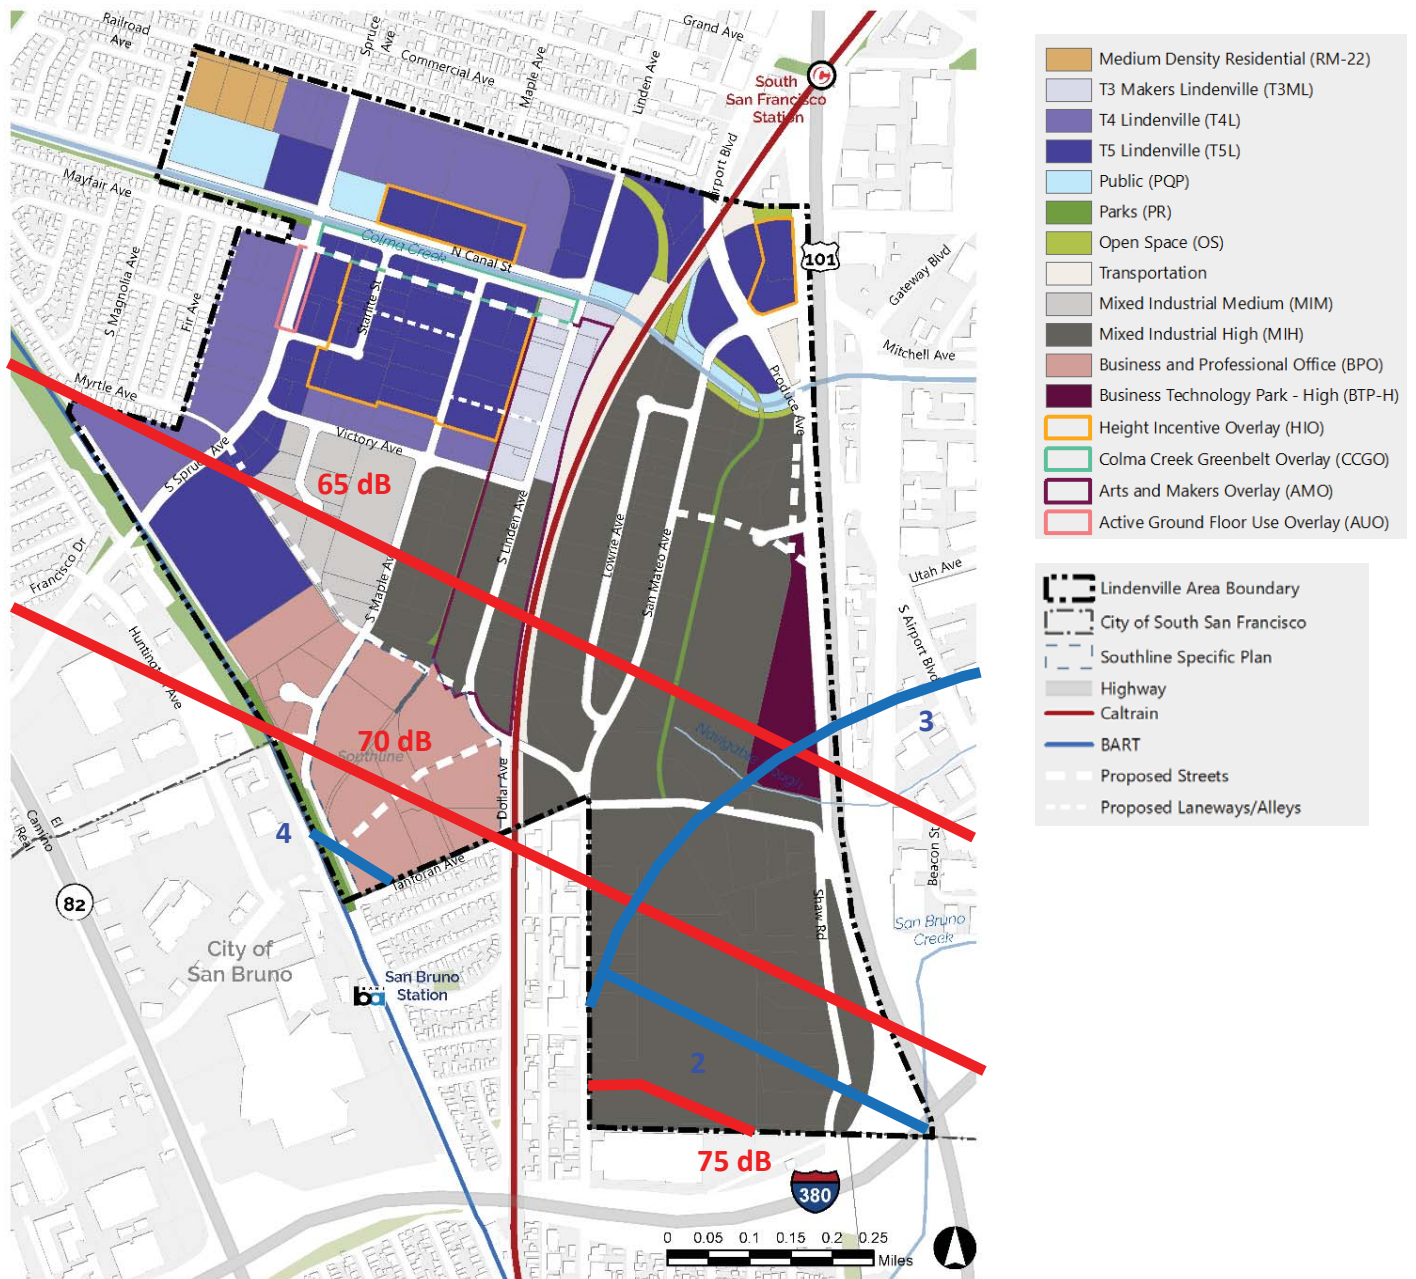 Railroad
Ave
Spruce
Ave
Commercial Ave
Maple Ave
Linden Ave
Grand Ave
South
San Francisco
Station
Airport Blvd
101
Gateway Blvd
Mitchell Ave
Mayfair Ave
S Magnolia Ave
Fir Ave
Myrtle Ave
Colma Creek
N Canal St
Starlite St
Victory Ave
S Spruce Ave
65 dB
Produce Ave
S Linden Ave
Lowrie Ave
San Mateo Ave
S Maple Ave
Utah Ave
S Airport Blvd
Francisco Dr
Huntington Ave
70 dB
Southline
Navigable Slough
3
4
Dollar Ave
Tanforan Ave
El
Camino
Real
82
Beacon St
Shaw Rd
San Bruno
Creek
City of
San Bruno
San Bruno
Station
ba
2
75 dB
380
0 0.05 0.1 0.15 0.2 0.25
Miles
Medium Density Residential (RM-22)
T3 Makers Lindenville (T3ML)
T4 Lindenville (T4L)
T5 Lindenville (T5L)
Public (PQP)
Parks (PR)
Open Space (OS)
Transportation
Mixed Industrial Medium (MIM)
Mixed Industrial High (MIH)
Business and Professional Office (BPO)
Business Technology Park - High (BTP-H)
Height Incentive Overlay (HIO)
Colma Creek Greenbelt Overlay (CCGO)
Arts and Makers Overlay (AMO)
Active Ground Floor Use Overlay (AUO)
Lindenville Area Boundary
City of South San Francisco
Southline Specific Plan
Highway
Caltrain
BART
Proposed Streets
Proposed Laneways/Alleys